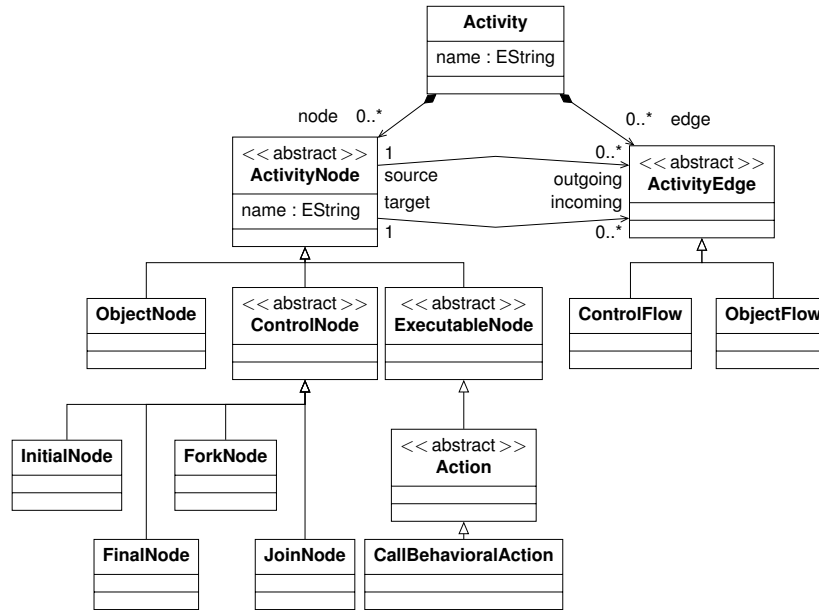 Activity
name : EString
node 0..*
0..* edge
<< abstract >>
ActivityNode
name : EString
1
source
target
1
0..*
outgoing
incoming
0..*
<< abstract >>
ActivityEdge
ObjectNode
<< abstract >>
ControlNode
<< abstract >>
ExecutableNode
ControlFlow
ObjectFlow
InitialNode
ForkNode
<< abstract >>
Action
FinalNode
JoinNode
CallBehavioralAction